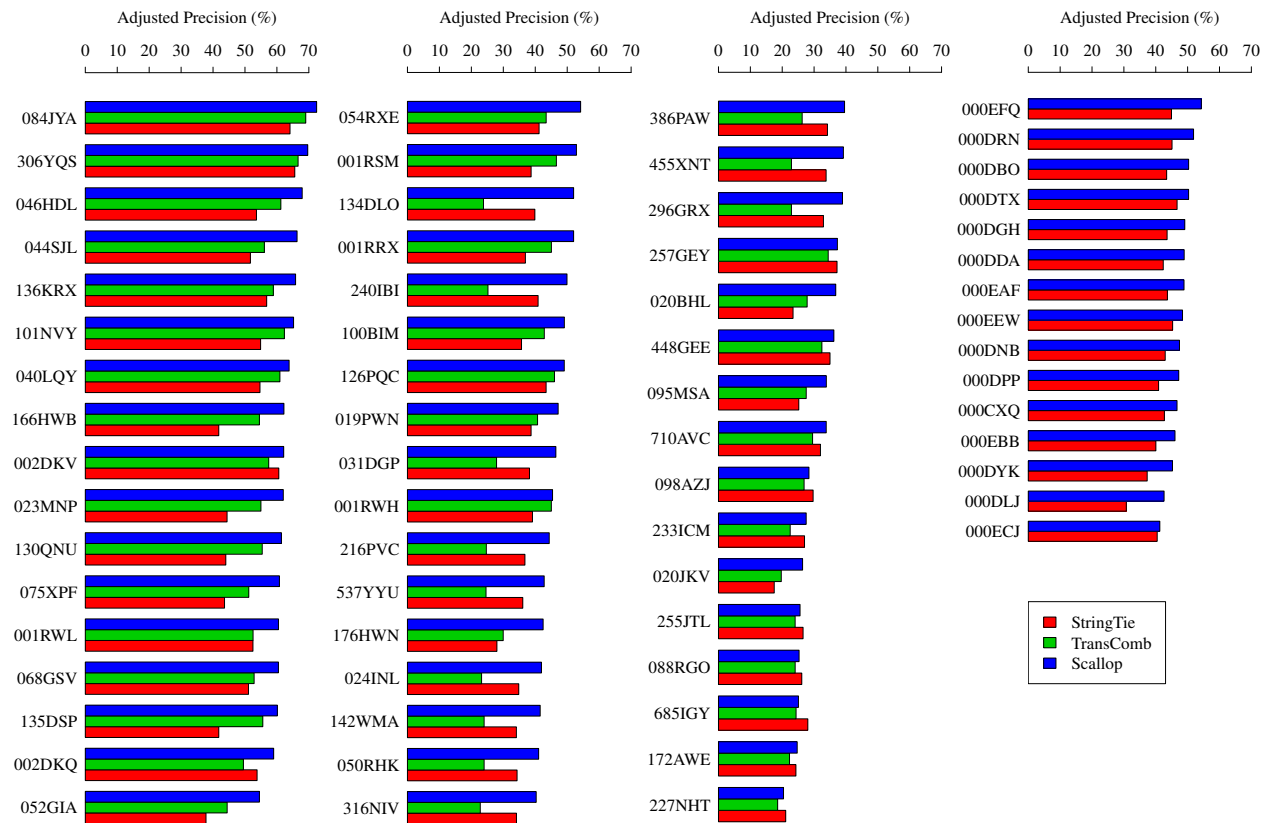 Adjusted Precision (%)
0 10 20 30 40 50 60 70
084JYA
306YQS
046HDL
044SJL
136KRX
101NVY
040LQY
166HWB
002DKV
023MNP
130QNU
075XPF
001RWL
068GSV
135DSP
002DKQ
052GIA
Adjusted Precision (%)
0 10 20 30 40 50 60 70
054RXE
001RSM
134DLO
001RRX
240IBI
100BIM
126PQC
019PWN
031DGP
001RWH
216PVC
537YYU
176HWN
024INL
142WMA
050RHK
316NIV
Adjusted Precision (%)
0 10 20 30 40 50 60 70
386PAW
455XNT
296GRX
257GEY
020BHL
448GEE
095MSA
710AVC
098AZJ
233ICM
020JKV
255JTL
088RGO
685IGY
172AWE
227NHT
Adjusted Precision (%)
0 10 20 30 40 50 60 70
000EFQ
000DRN
000DBO
000DTX
000DGH
000DDA
000EAF
000EEW
000DNB
000DPP
000CXQ
000EBB
000DYK
000DLJ
000ECJ
StringTie
TransComb
Scallop